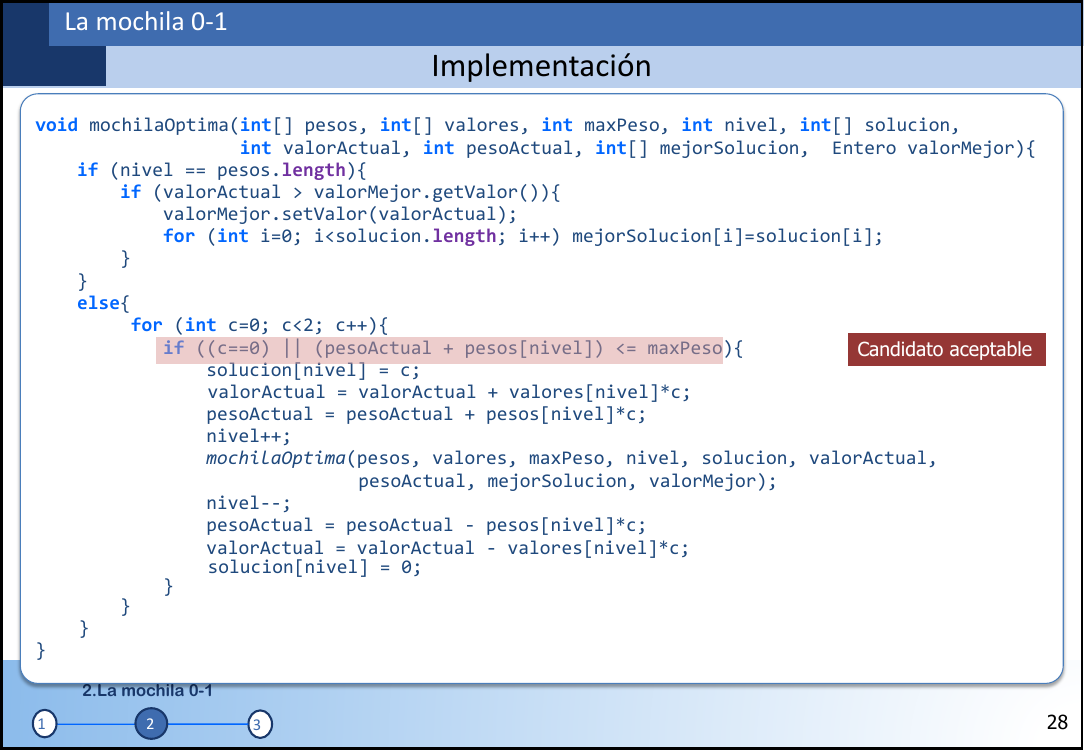 La mochila 0-1
Implementación
void mochilaOptima(int[] pesos, int[] valores, int maxPeso, int nivel, int[] solucion,
int valorActual, int pesoActual, int[] mejorSolucion,  Entero valorMejor){
if (nivel == pesos.length){
if (valorActual > valorMejor.getValor()){
valorMejor.setValor(valorActual);
for (int i=0; i<solucion.length; i++) mejorSolucion[i]=solucion[i];
}
}
else{
for (int c=0; c<2; c++){
if ((c==0) || (pesoActual + pesos[nivel]) <= maxPeso){
Candidato aceptable
solucion[nivel] = c;
valorActual = valorActual + valores[nivel]*c;
pesoActual = pesoActual + pesos[nivel]*c;
nivel++;
mochilaOptima(pesos, valores, maxPeso, nivel, solucion, valorActual,
pesoActual, mejorSolucion, valorMejor);
nivel--;
pesoActual = pesoActual - pesos[nivel]*c;
valorActual = valorActual - valores[nivel]*c;
solucion[nivel] = 0;
}
}
}
}
2.La mochila 0-1
1 2 3
28